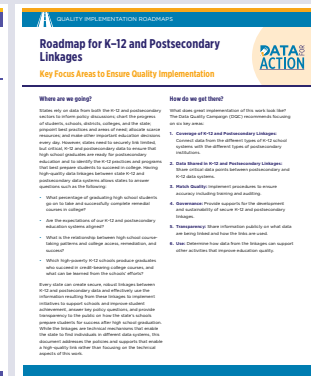 QUALITY IMPLEMENTATION ROADMAPS
Roadmap for K–12 and Postsecondary
Linkages
Key Focus Areas to Ensure Quality Implementation
DATA FOR
ACTION
Where are we going?
States rely on data from both the K–12 and postsecondary
sectors to inform policy discussions; chart the progress
of students, schools, districts, colleges, and the state;
pinpoint best practices and areas of need; allocate scarce
resources; and make other important education decisions
every day. However, states need to securely link limited,
but critical, K–12 and postsecondary data to ensure that
high school graduates are ready for postsecondary
education and to identify the K–12 practices and programs
that best prepare students to succeed in college. Having
high-quality data linkages between state K–12 and
postsecondary data systems allows states to answer
questions such as the following:
• What percentage of graduating high school students
go on to take and successfully complete remedial
courses in college?
• Are the expectations of our K–12 and postsecondary
education systems aligned?
• What is the relationship between high school course-
taking patterns and college access, remediation, and
success?
• Which high-poverty K–12 schools produce graduates
who succeed in credit-bearing college courses, and
what can be learned from the schools' efforts?
Every state can create secure, robust linkages between
K–12 and postsecondary data and effectively use the
information resulting from these linkages to implement
initiatives to support schools and improve student
achievement, answer key policy questions, and provide
transparency to the public on how the state's schools
prepare students for success after high school graduation.
While the linkages are technical mechanisms that enable
the state to find individuals in different data systems, this
document addresses the policies and supports that enable
a high-quality link rather than focusing on the technical
aspects of this work.
How do we get there?
What does great implementation of this work look like?
The Data Quality Campaign (DQC) recommends focusing
on six key areas:
1. Coverage of K–12 and Postsecondary Linkages:
Connect data from the different types of K–12 school
systems with the different types of postsecondary
institutions.
2. Data Shared in K–12 and Postsecondary Linkages:
Share critical data points between postsecondary and
K–12 data systems.
3. Match Quality: Implement procedures to ensure
accuracy including training and auditing.
4. Governance: Provide supports for the development
and sustainability of secure K–12 and postsecondary
linkages.
5. Transparency: Share information publicly on what data
are being linked and how the links are used.
6. Use: Determine how data from the linkages can support
other activities that improve education quality.